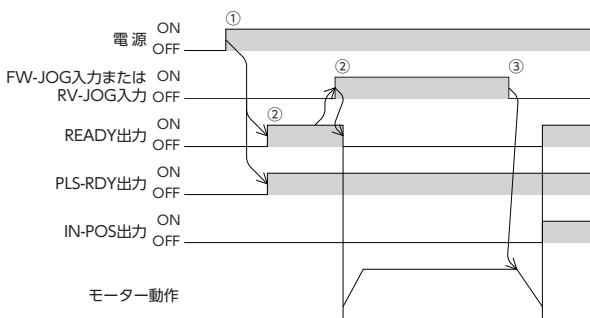 ①
電源 ON
OFF
② ③
FW-JOG入力または ON
RV-JOG入力 OFF
②
READY出力 ON
OFF
PLS-RDY出力 ON
OFF
IN-POS出力 ON
OFF
モーター動作